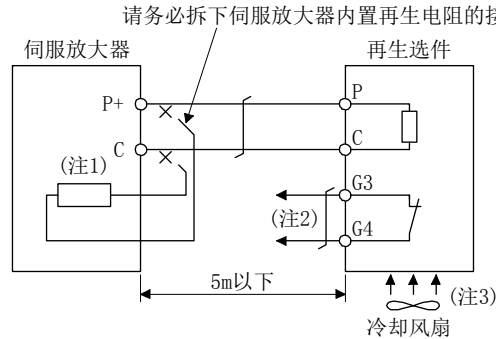 请务必拆下伺服放大器内置再生电阻的接
伺服放大器
再生选件
P+
P
C
C
(注1)
G3
(注2)
G4
5m以下
(注3)
冷却风扇